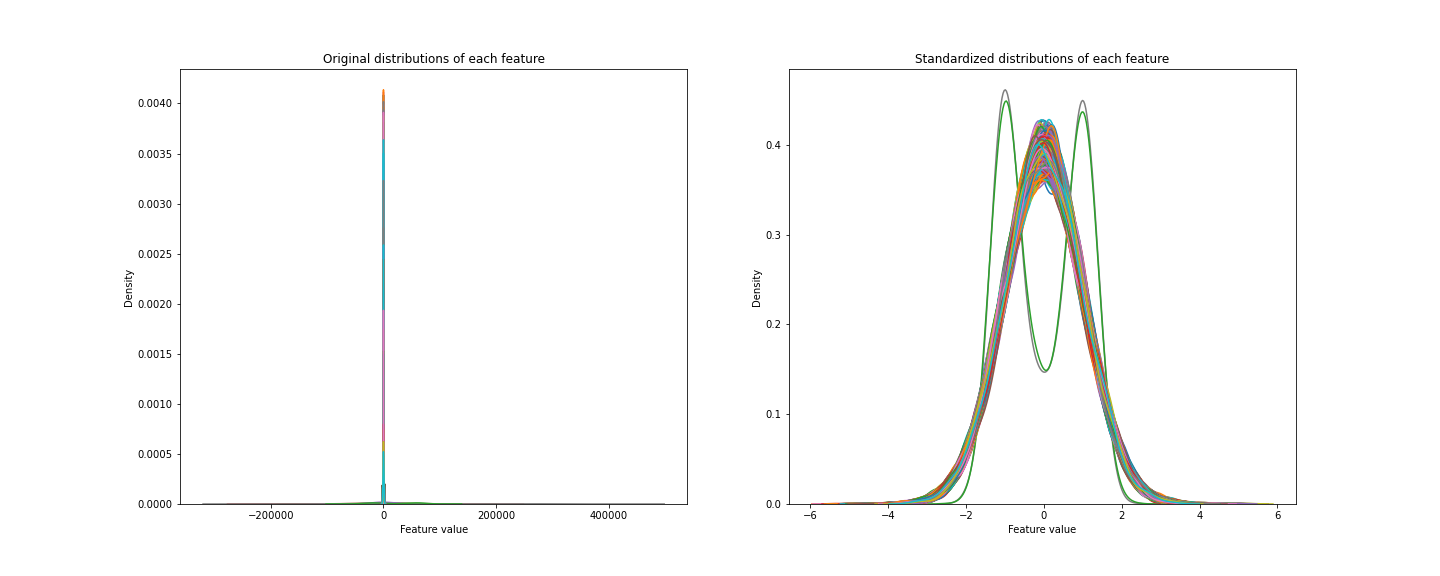 Original distributions of each feature
0.0040
0.0035
0.0030
0.0025
0.0020
0.0015
0.0010
0.0005
0.0000
Density
−200000 0 200000 400000
Feature value
Standardized distributions of each feature
0.4
0.3
0.2
0.1
0.0
Density
−6 −4 −2 0 2 4 6
Feature value